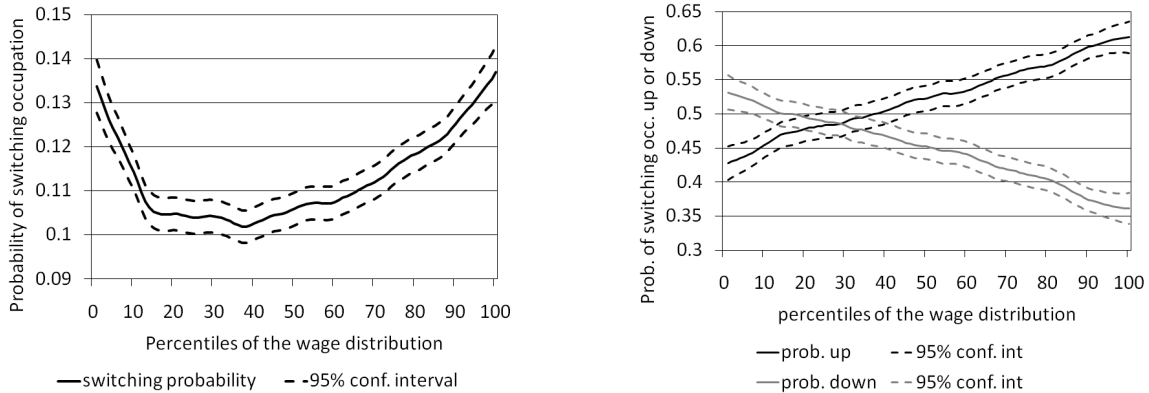 0.15
0.14
0.13
0.12
0.11
0.1
0.09
Probability of switching occupation
0 10 20 30 40 50 60 70 80 90 100
Percentiles of the wage distribution
switching probability
95% conf. interval
0.65
0.6
0.55
0.5
0.45
0.4
0.35
0.3
Prob. of switching occ. up or down
0 10 20 30 40 50 60 70 80 90 100
percentiles of the wage distribution
prob. up
95% conf. int
prob. down
95% conf. int